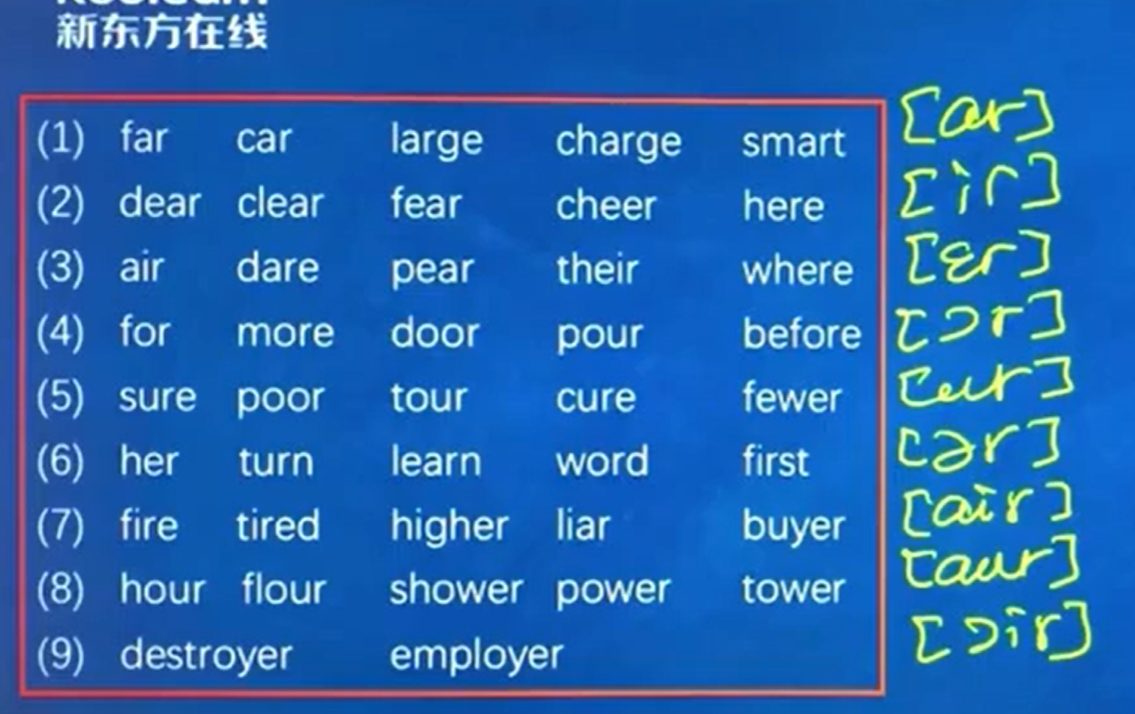 新东方在线
(1) far car large charge smart [ar]
(2) dear clear fear cheer here [ir]
(3) air dare pear their where [ɛr]
(4) for more door pour before [ɔr]
(5) sure poor tour cure fewer [ur]
(6) her turn learn word first [ər]
(7) fire tired higher liar buyer [air]
(8) hour flour shower power tower [aur]
(9) destroyer employer [ɔir]